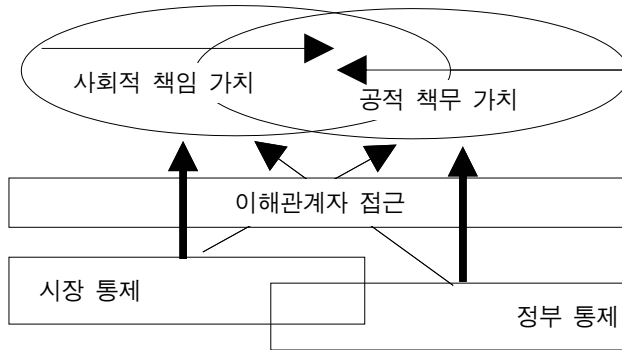 사회적 책임 가치
공적 책무 가치
이해관계자 접근
시장 통제
정부 통제